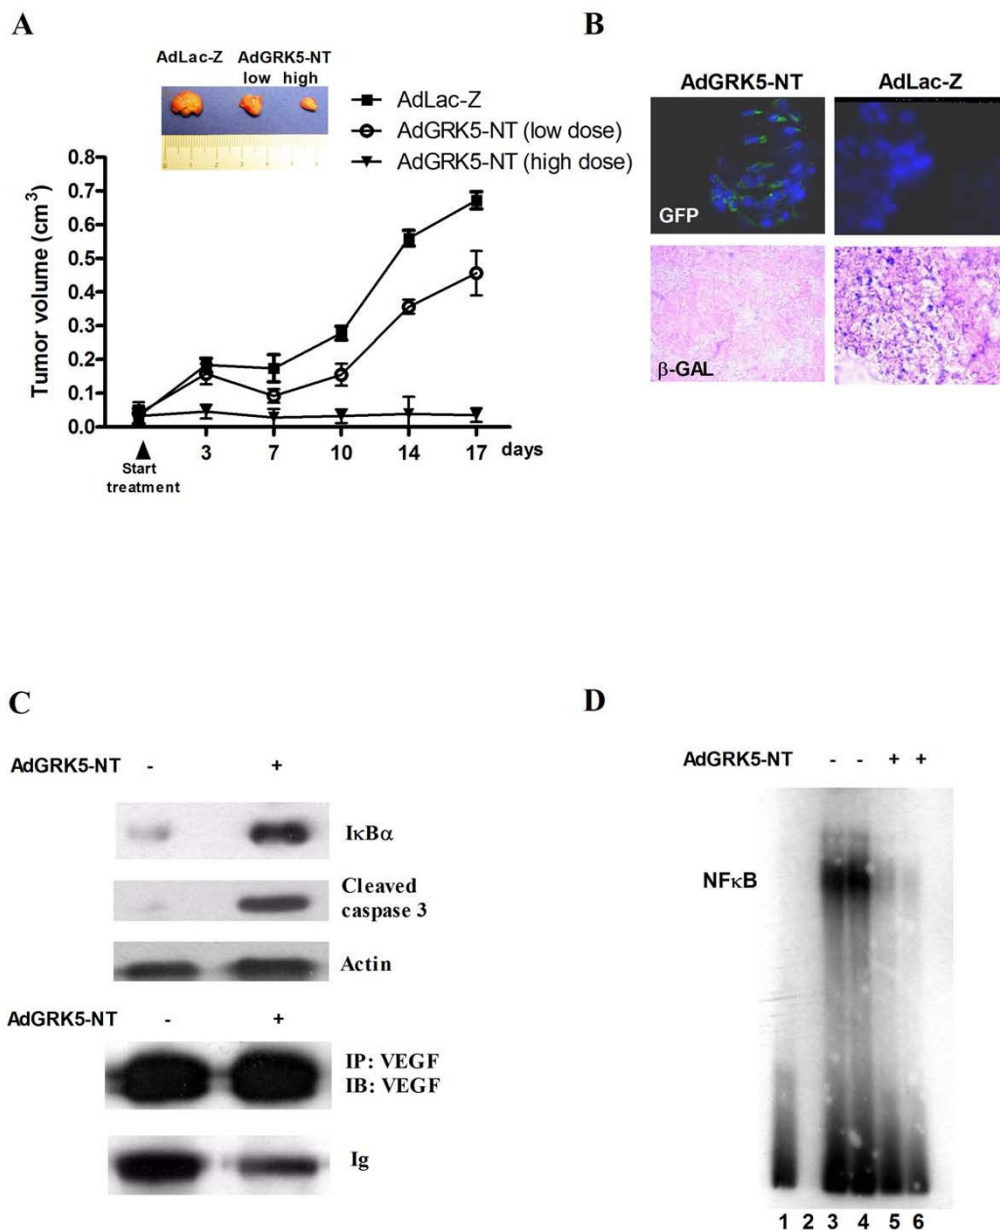 A
AdLac-Z AdGRK5-NT
low high
AdLac-Z
AdGRK5-NT (low dose)
AdGRK5-NT (high dose)
Tumor volume (cm³)
0.8
0.7
0.6
0.5
0.4
0.3
0.2
0.1
0.0
3 7 10 14 17 days
Start
treatment
B
AdGRK5-NT AdLac-Z
GFP
β-GAL
C
AdGRK5-NT - +
IκBα
Cleaved
caspase 3
Actin
AdGRK5-NT - +
IP: VEGF
IB: VEGF
Ig
D
AdGRK5-NT - - + +
NFκB
1 2 3 4 5 6